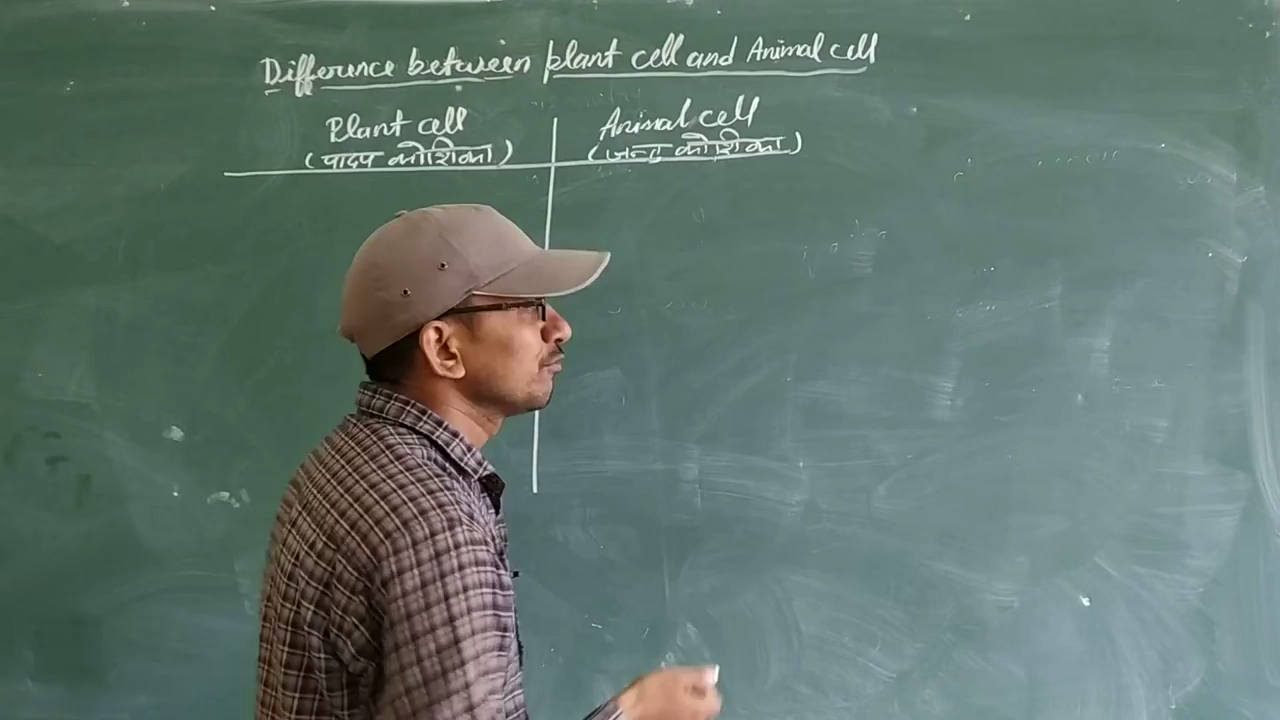 Difference between plant cell and Animal cell
Plant cell
(पादप कोशिका)
Animal cell
(जन्तु कोशिका)